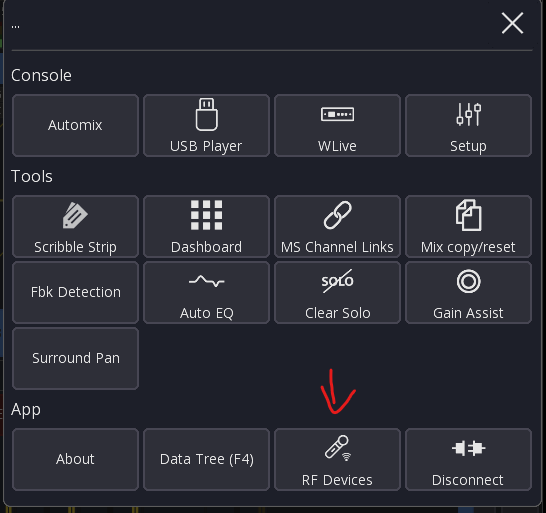 ...
Console
Automix
USB Player
WLive
Setup
Tools
Scribble Strip
Dashboard
MS Channel Links
Mix copy/reset
Fbk Detection
Auto EQ
SOLO
Clear Solo
Gain Assist
Surround Pan
App
About
Data Tree (F4)
RF Devices
Disconnect